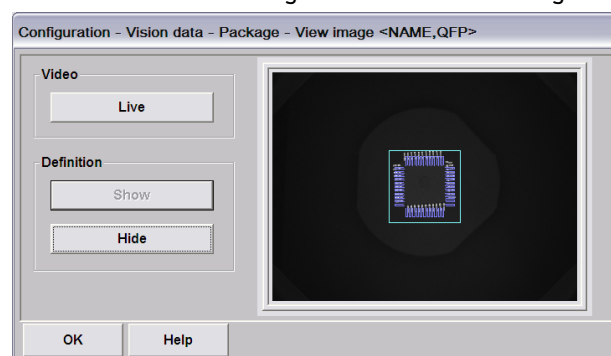 Configuration - Vision data - Package - View image <NAME,QFP>
Video
Live
Definition
Show
Hide
OK
Help